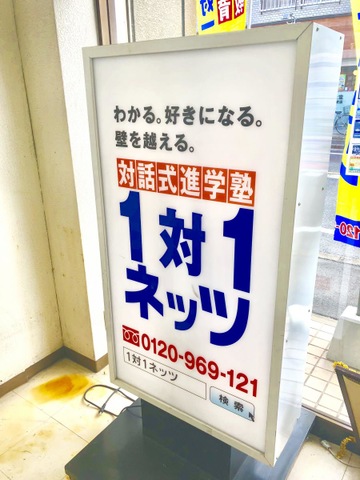 わかる。好きになる。
壁を越える。
対話式進学塾
1対1
ネッツ
0120-969-121
1対1ネッツ
検索